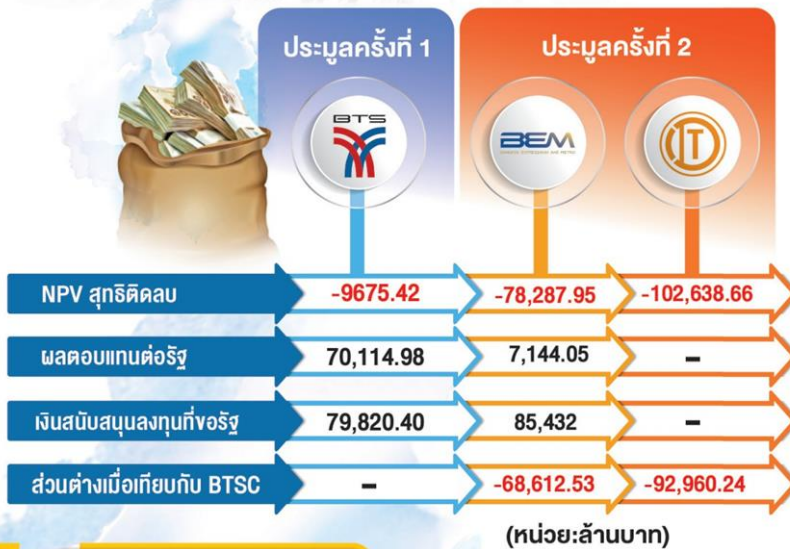 ประมูลครั้งที่ 1
ประมูลครั้งที่ 2
BTS
BEM
NPV สุทธิติดลบ -9675.42 -78,287.95 -102,638.66
ผลตอบแทนต่อรัฐ 70,114.98 7,144.05 –
เงินสนับสนุนลงทุนที่ขอรัฐ 79,820.40 85,432 –
ส่วนต่างเมื่อเทียบกับ BTSC – -68,612.53 -92,960.24
(หน่วย:ล้านบาท)